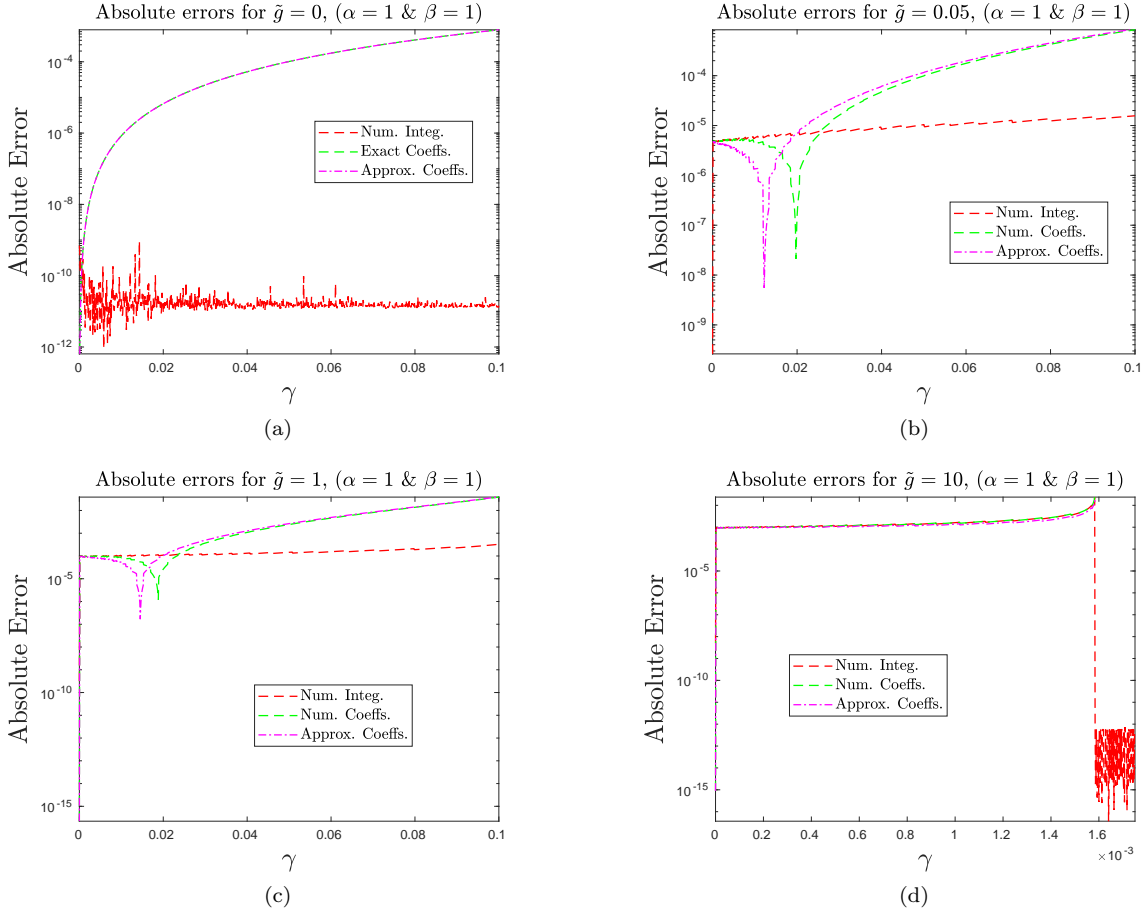 Absolute errors for g̃ = 0, (α = 1 & β = 1)
Absolute Error
10^-4
10^-6
10^-8
10^-10
10^-12
Num. Integ.
Exact Coeffs.
Approx. Coeffs.
0 0.02 0.04 0.06 0.08 0.1
γ
(a)
Absolute errors for g̃ = 0.05, (α = 1 & β = 1)
Absolute Error
10^-4
10^-5
10^-6
10^-7
10^-8
10^-9
Num. Integ.
Num. Coeffs.
Approx. Coeffs.
0 0.02 0.04 0.06 0.08 0.1
γ
(b)
Absolute errors for g̃ = 1, (α = 1 & β = 1)
Absolute Error
10^-5
10^-10
10^-15
Num. Integ.
Num. Coeffs.
Approx. Coeffs.
0 0.02 0.04 0.06 0.08 0.1
γ
(c)
Absolute errors for g̃ = 10, (α = 1 & β = 1)
Absolute Error
10^-5
10^-10
10^-15
Num. Integ.
Num. Coeffs.
Approx. Coeffs.
0 0.2 0.4 0.6 0.8 1 1.2 1.4 1.6
×10^-3
γ
(d)